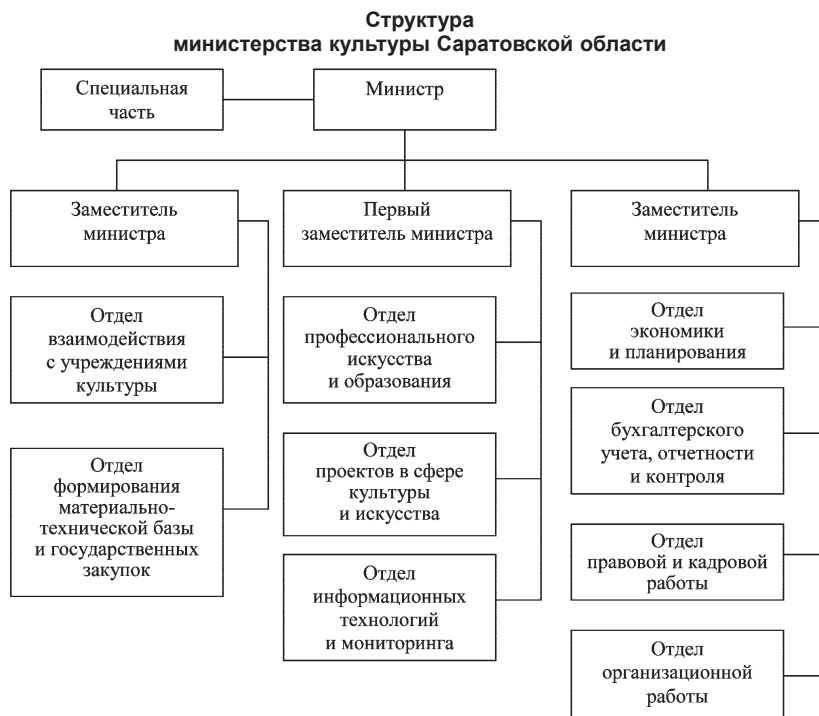 Структура
министерства культуры Саратовской области
Специальная
часть
Министр
Заместитель
министра
Первый
заместитель министра
Заместитель
министра
Отдел
взаимодействия
с учреждениями
культуры
Отдел
формирования
материально-
технической базы
и государственных
закупок
Отдел
профессионального
искусства
и образования
Отдел
проектов в сфере
культуры
и искусства
Отдел
информационных
технологий
и мониторинга
Отдел
экономики
и планирования
Отдел
бухгалтерского
учета, отчетности
и контроля
Отдел
правовой и кадровой
работы
Отдел
организационной
работы